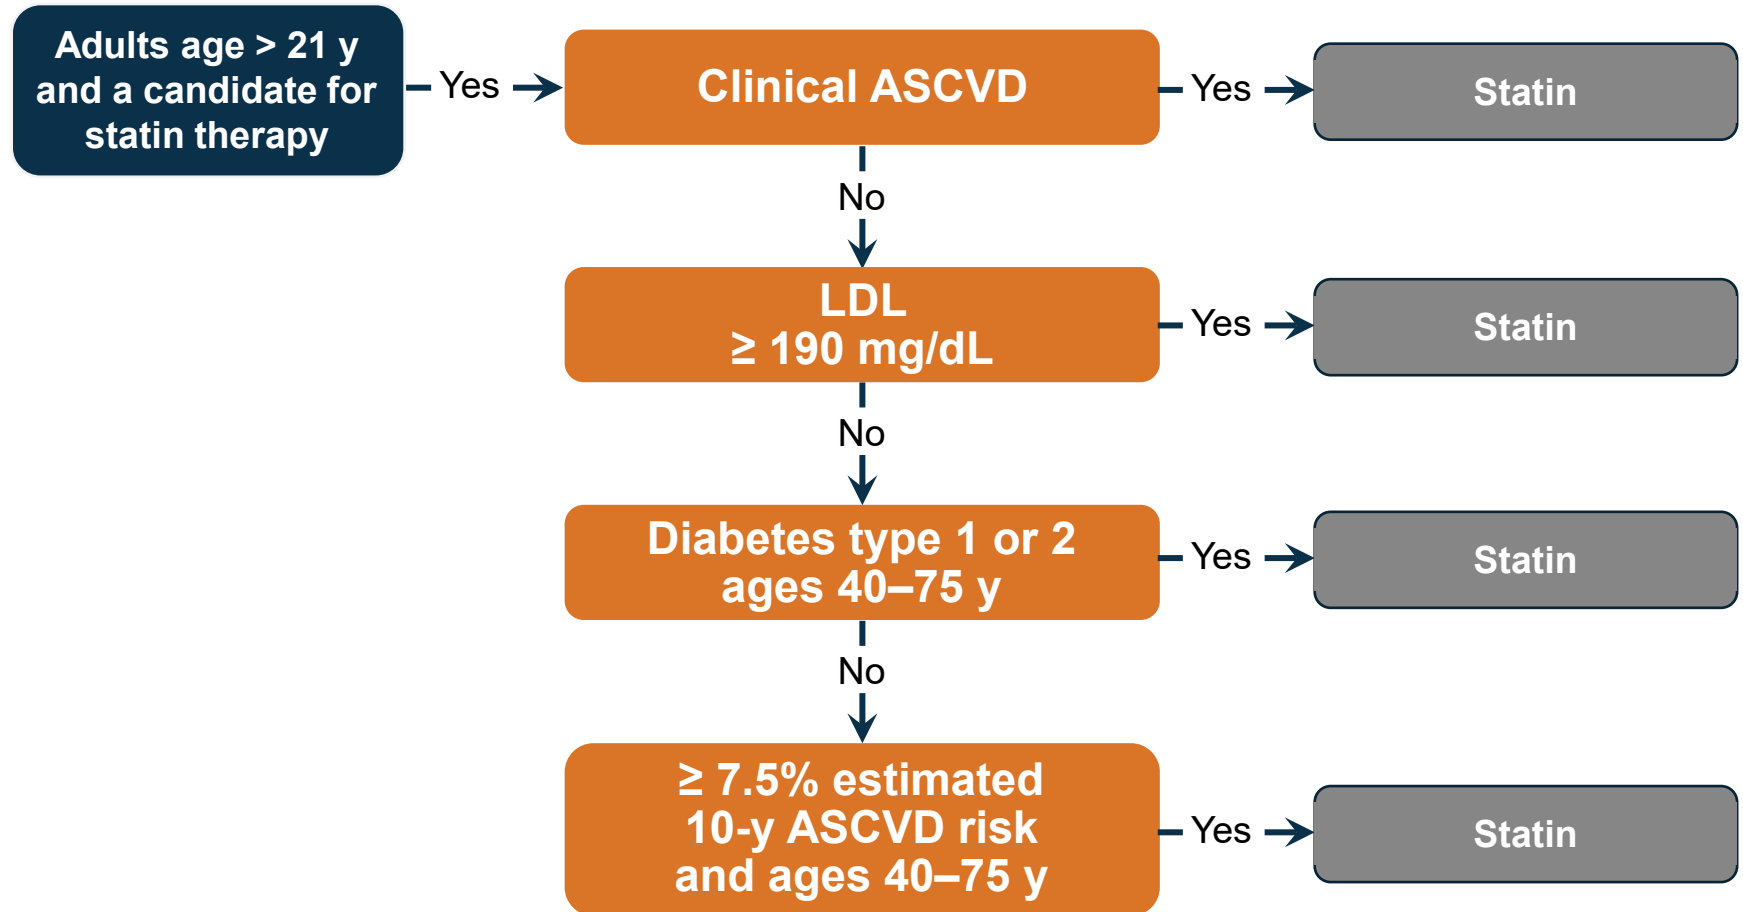 Adults age > 21 y
and a candidate for
statin therapy
Yes
Clinical ASCVD
Yes
Statin
No
LDL
≥ 190 mg/dL
Yes
Statin
No
Diabetes type 1 or 2
ages 40–75 y
Yes
Statin
No
≥ 7.5% estimated
10-y ASCVD risk
and ages 40–75 y
Yes
Statin